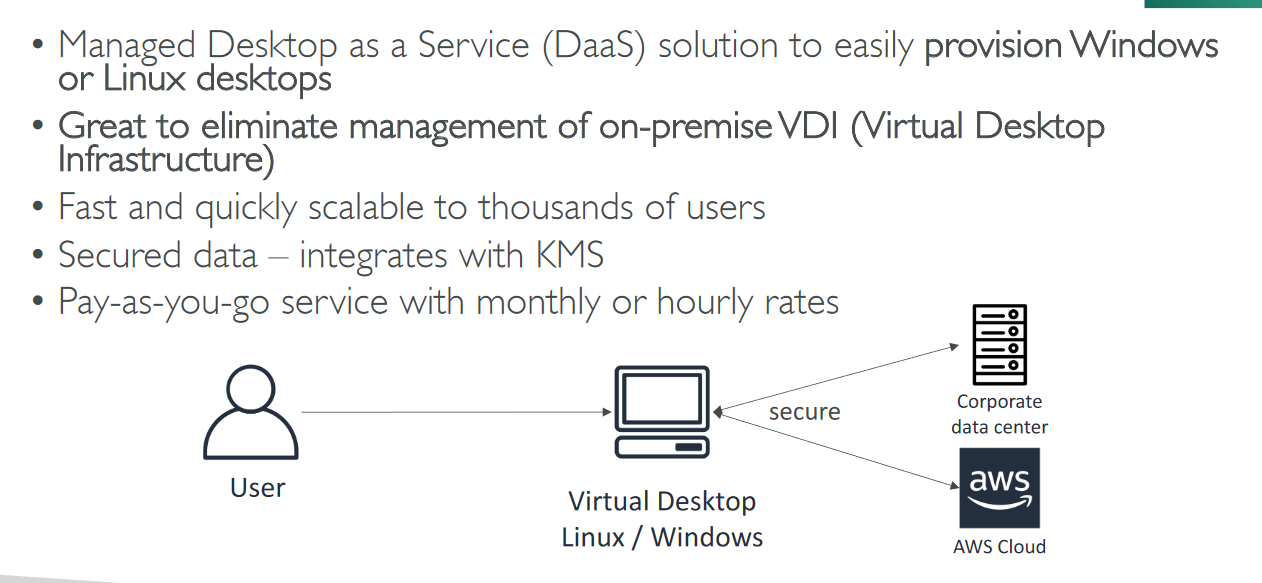 • Managed Desktop as a Service (DaaS) solution to easily provision Windows
or Linux desktops
• Great to eliminate management of on-premise VDI (Virtual Desktop
Infrastructure)
• Fast and quickly scalable to thousands of users
• Secured data – integrates with KMS
• Pay-as-you-go service with monthly or hourly rates
User
Virtual Desktop
Linux / Windows
secure
Corporate
data center
aws
AWS Cloud